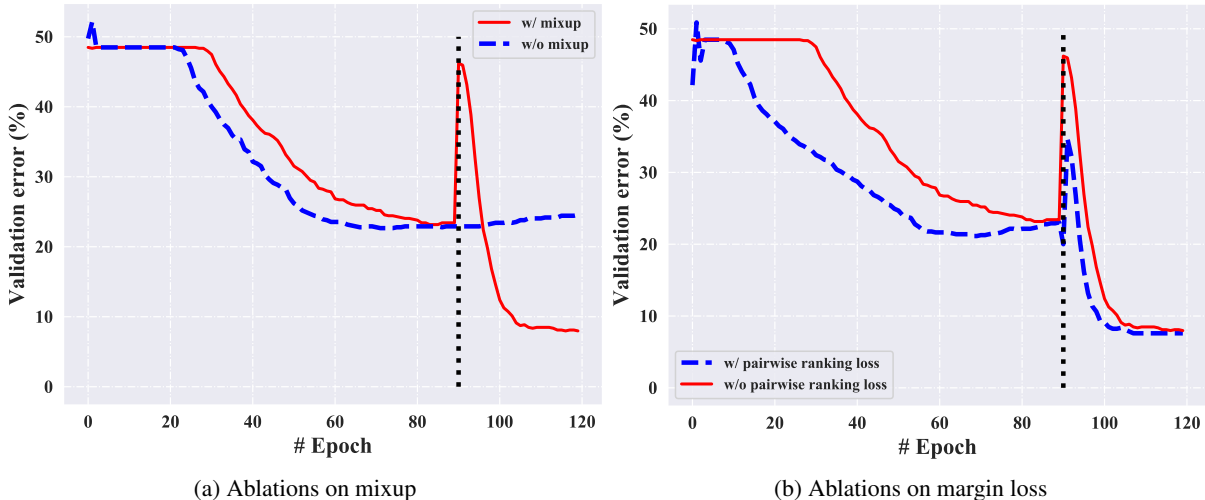 50
40
30
20
10
0
Validation error (%)
w/ mixup
w/o mixup
0 20 40 60 80 100 120
# Epoch
(a) Ablations on mixup
50
40
30
20
10
0
Validation error (%)
w/ pairwise ranking loss
w/o pairwise ranking loss
0 20 40 60 80 100 120
# Epoch
(b) Ablations on margin loss